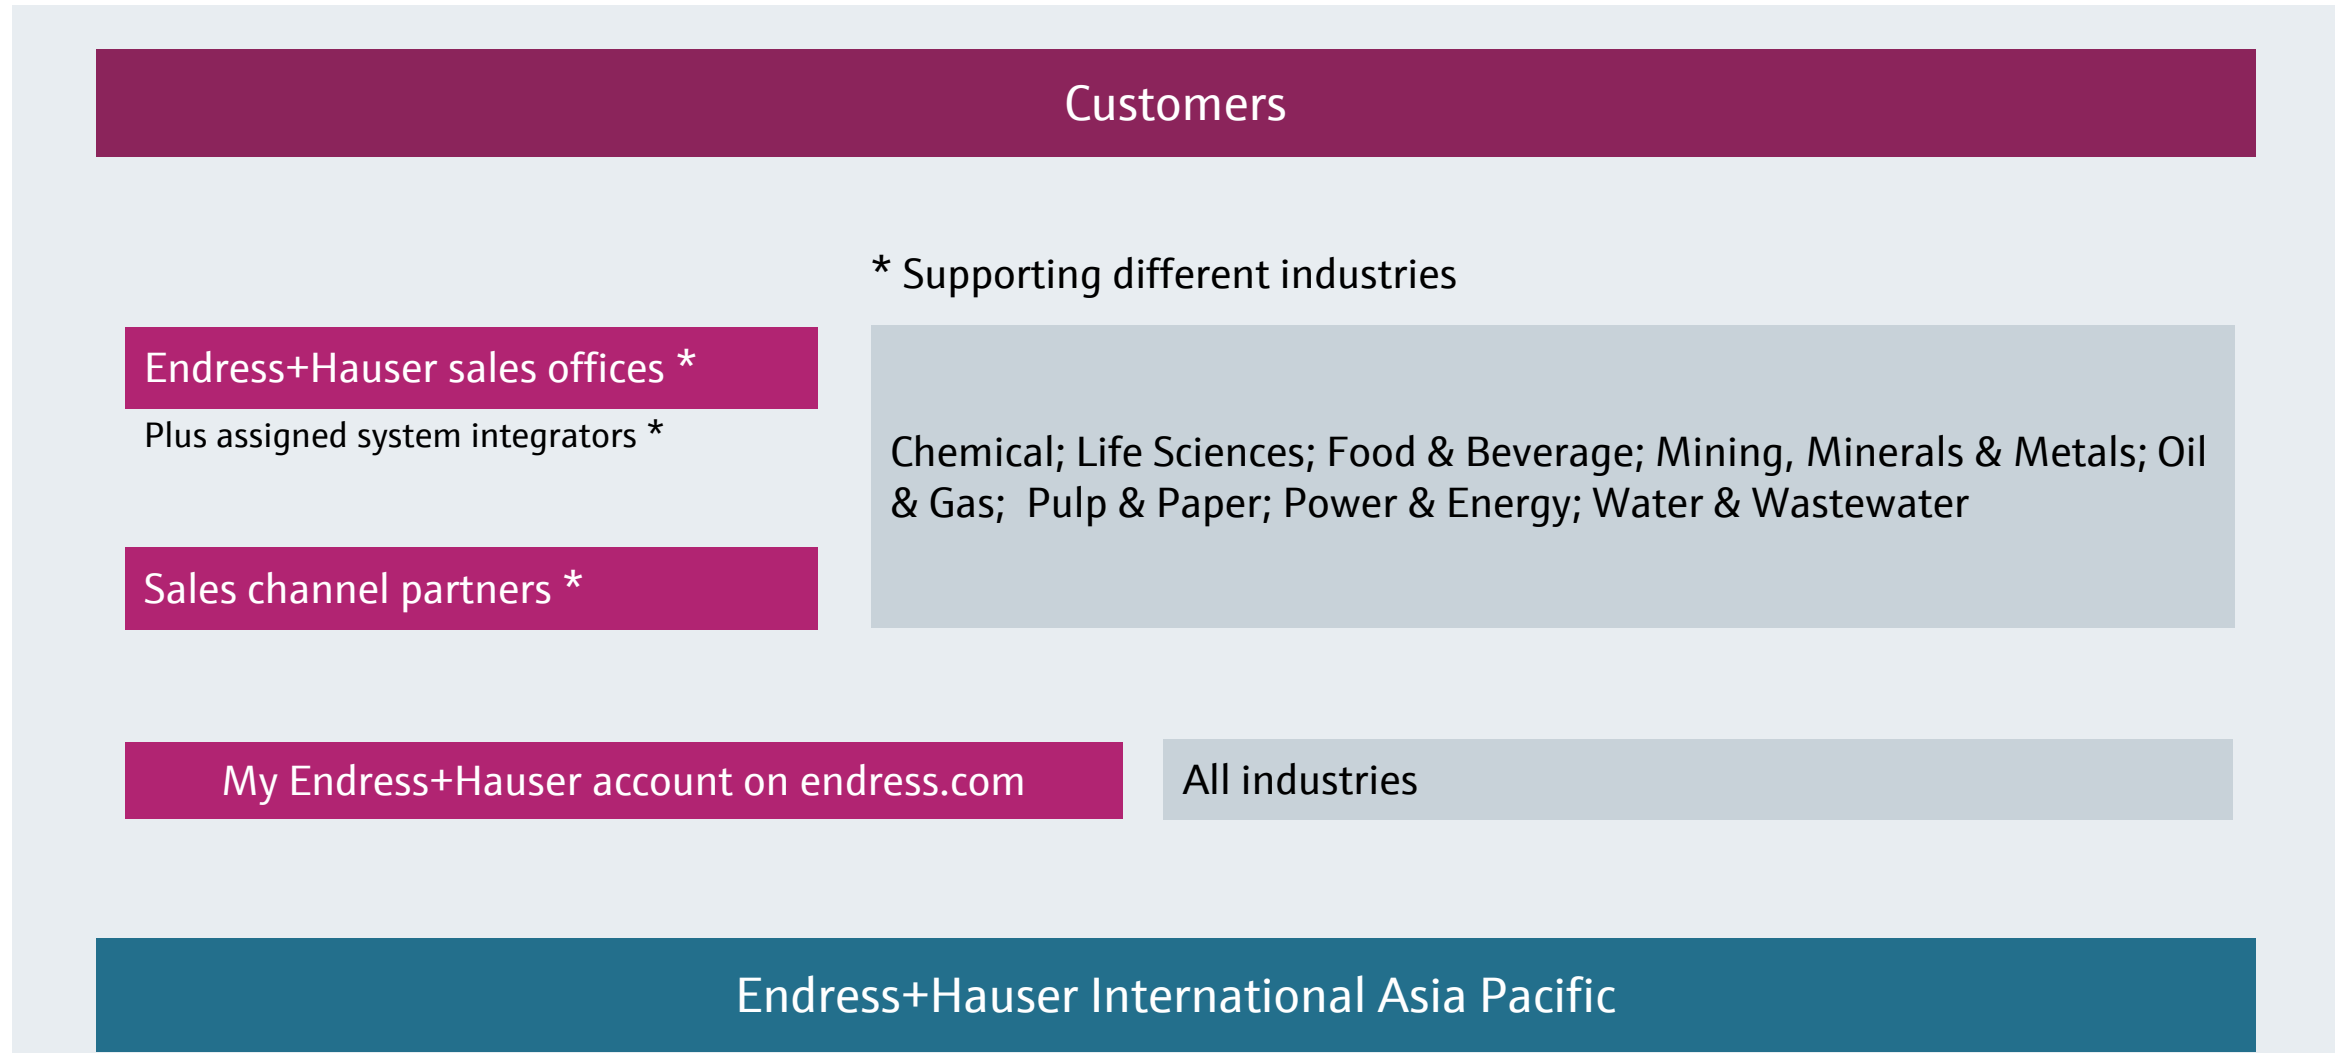 Customers
* Supporting different industries
Endress+Hauser sales offices *
Plus assigned system integrators *
Chemical; Life Sciences; Food & Beverage; Mining, Minerals & Metals; Oil
& Gas;  Pulp & Paper; Power & Energy; Water & Wastewater
Sales channel partners *
My Endress+Hauser account on endress.com
All industries
Endress+Hauser International Asia Pacific